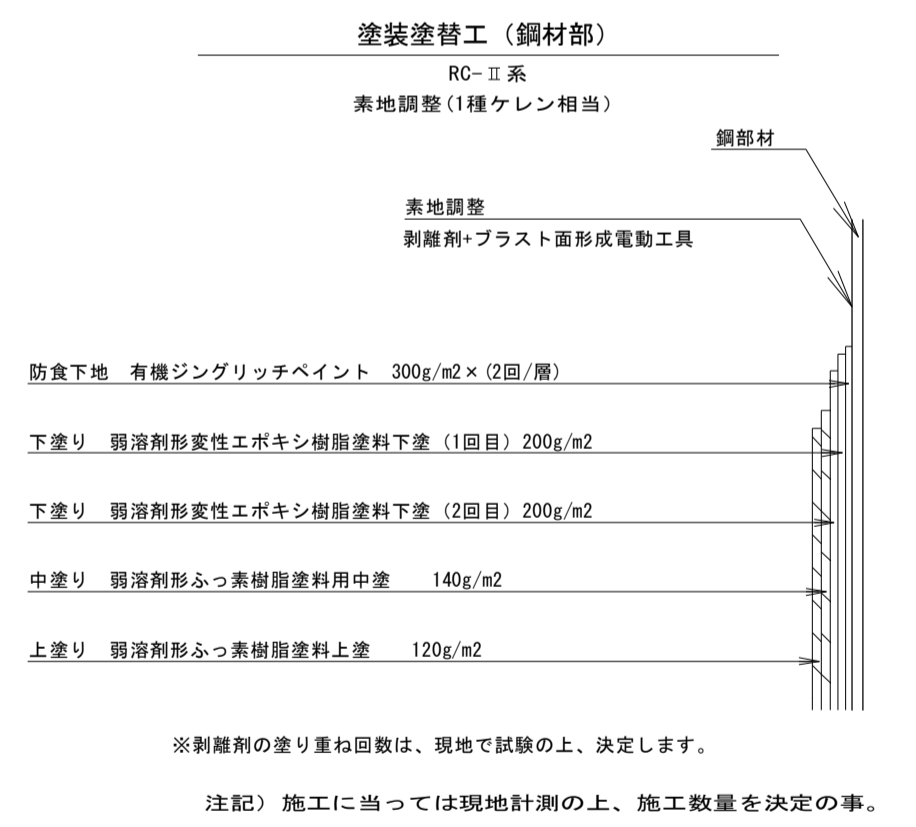 塗装塗替工（鋼材部）
RC-Ⅱ系
素地調整(1種ケレン相当)
鋼部材
素地調整
剥離剤+ブラスト面形成電動工具
防食下地　有機ジングリッチペイント　300g/m2×(2回/層)
下塗り　弱溶剤形変性エポキシ樹脂塗料下塗（1回目）200g/m2
下塗り　弱溶剤形変性エポキシ樹脂塗料下塗（2回目）200g/m2
中塗り　弱溶剤形ふっ素樹脂塗料用中塗　　140g/m2
上塗り　弱溶剤形ふっ素樹脂塗料上塗　　120g/m2
※剥離剤の塗り重ね回数は、現地で試験の上、決定します。
注記）施工に当っては現地計測の上、施工数量を決定の事。